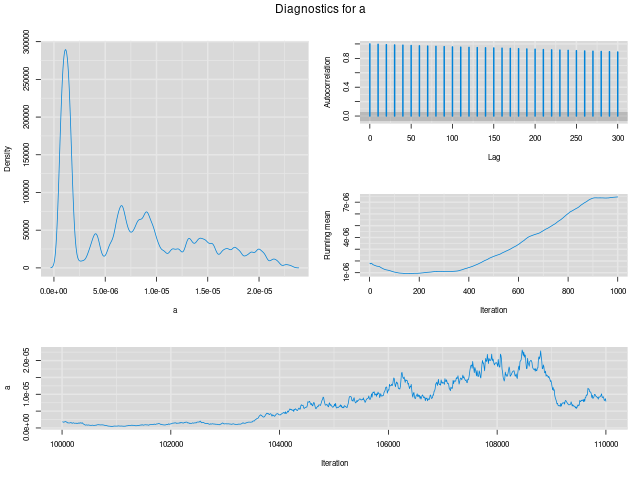 Diagnostics for a
Density
0 50000 100000 150000 200000 250000 300000
0.0e+00 5.0e-06 1.0e-05 1.5e-05 2.0e-05
a
Autocorrelation
0.0 0.4 0.8
0 50 100 150 200 250 300
Lag
Running mean
1e-06 4e-06 7e-06
0 200 400 600 800 1000
Iteration
a
0.0e+00 1.0e-05 2.0e-05
100000 102000 104000 106000 108000 110000
Iteration